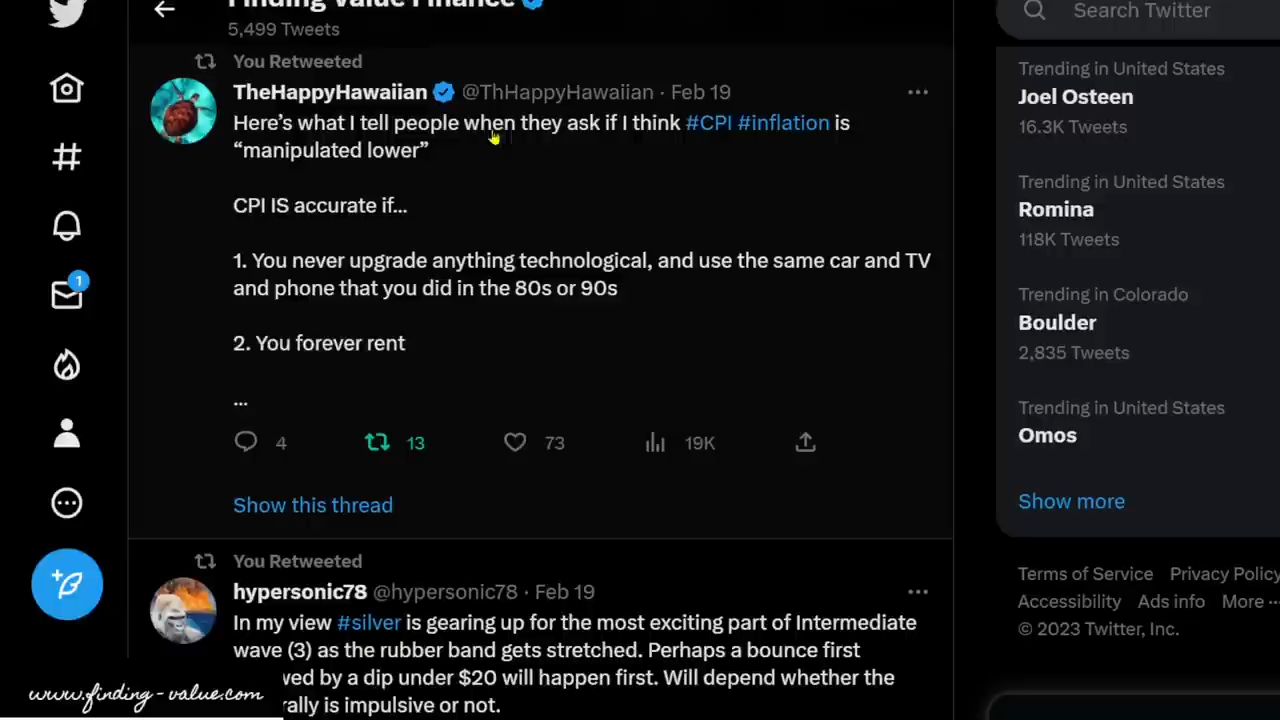 Finding Value Finance
5,499 Tweets
You Retweeted
TheHappyHawaiian @ThHappyHawaiian · Feb 19
Here's what I tell people when they ask if I think #CPI #inflation is
“manipulated lower”
CPI IS accurate if...
1. You never upgrade anything technological, and use the same car and TV
and phone that you did in the 80s or 90s
2. You forever rent
...
4 13 73 19K
Show this thread
You Retweeted
hypersonic78 @hypersonic78 · Feb 19
In my view #silver is gearing up for the most exciting part of Intermediate
wave (3) as the rubber band gets stretched. Perhaps a bounce first
wed by a dip under $20 will happen first. Will depend whether the
rally is impulsive or not.
1
www.finding-value.com
Search Twitter
Trending in United States
Joel Osteen
16.3K Tweets
Trending in United States
Romina
118K Tweets
Trending in Colorado
Boulder
2,835 Tweets
Trending in United States
Omos
Show more
Terms of Service Privacy Policy
Accessibility Ads info More ...
© 2023 Twitter, Inc.